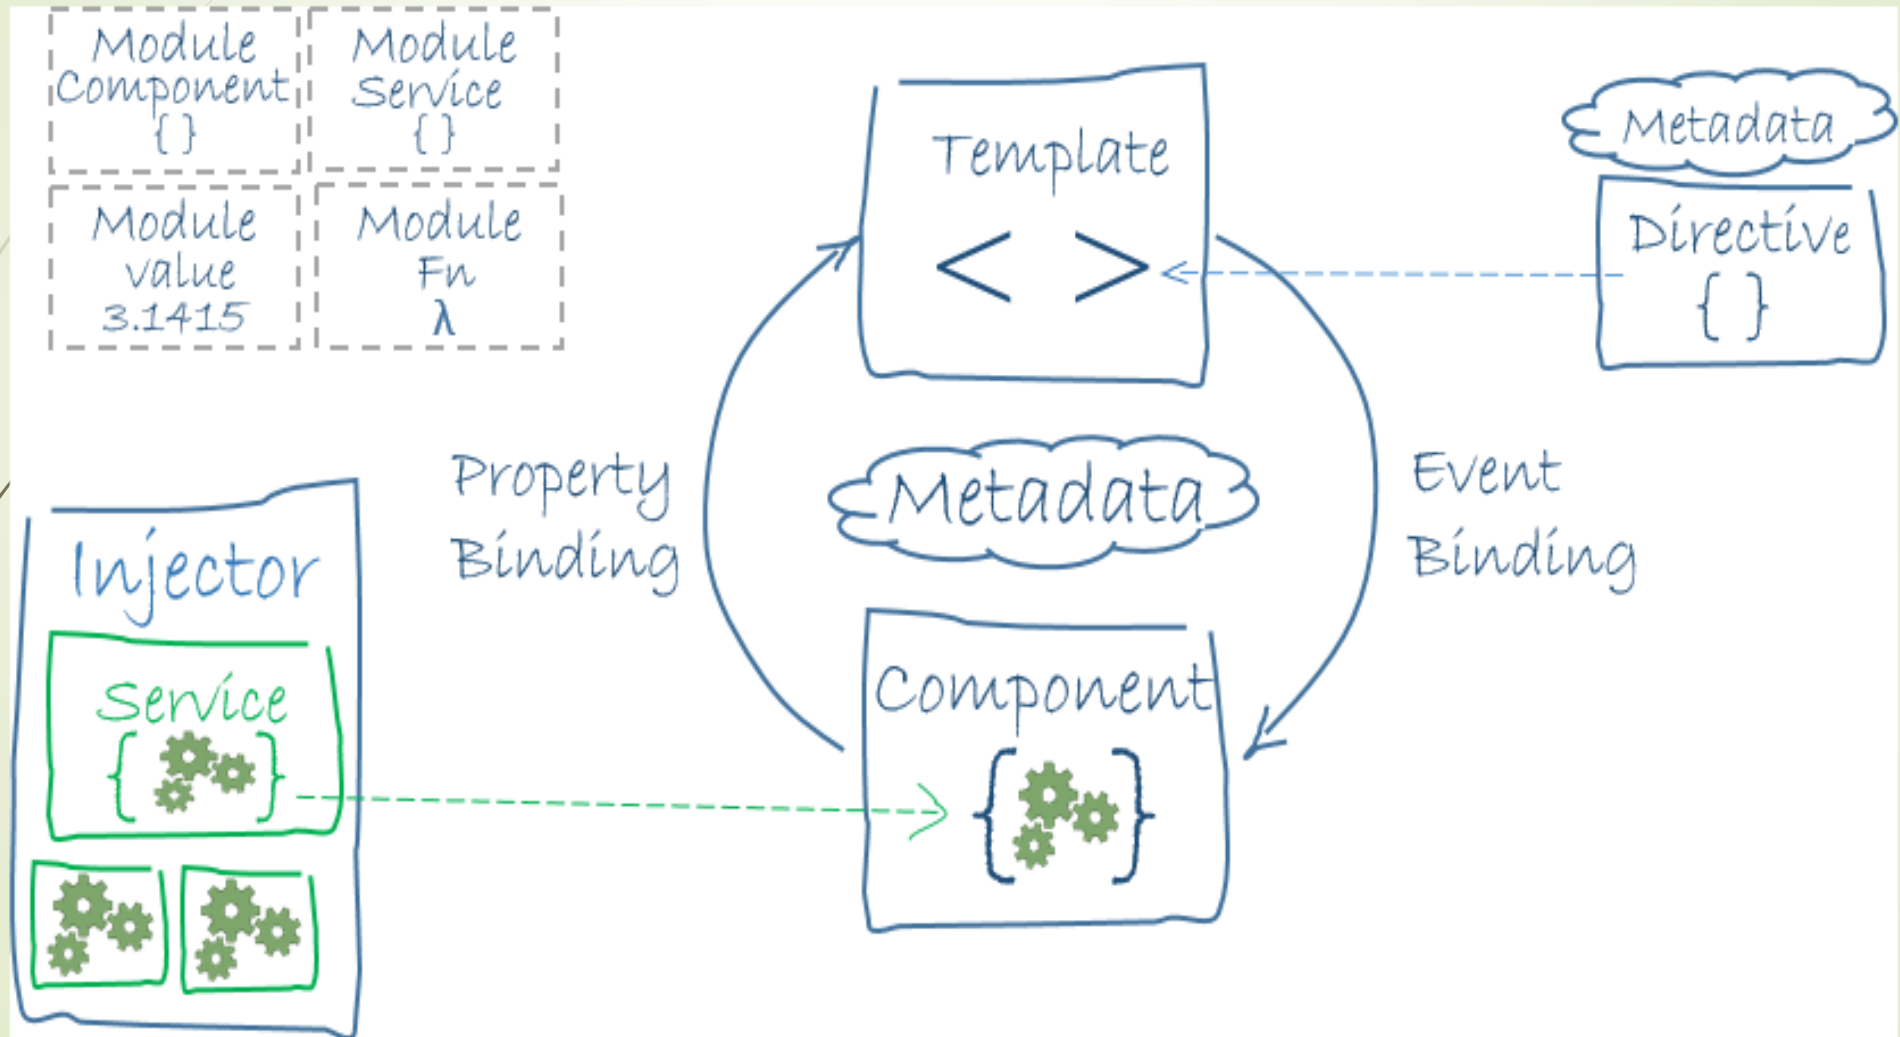 Module
Component
{ }
Module
Service
{ }
Module
value
3.1415
Module
Fn
λ
Template
< >
Metadata
Directive
{ }
Property
Binding
Metadata
Event
Binding
Injector
Service
{ }
Component
{ }